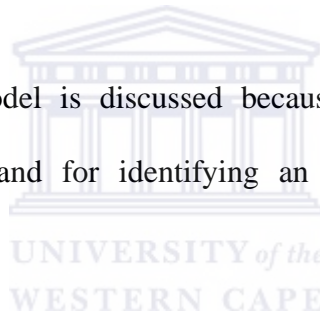 odel is discussed becaus
and for identifying an
UNIVERSITY of the
WESTERN CAPE